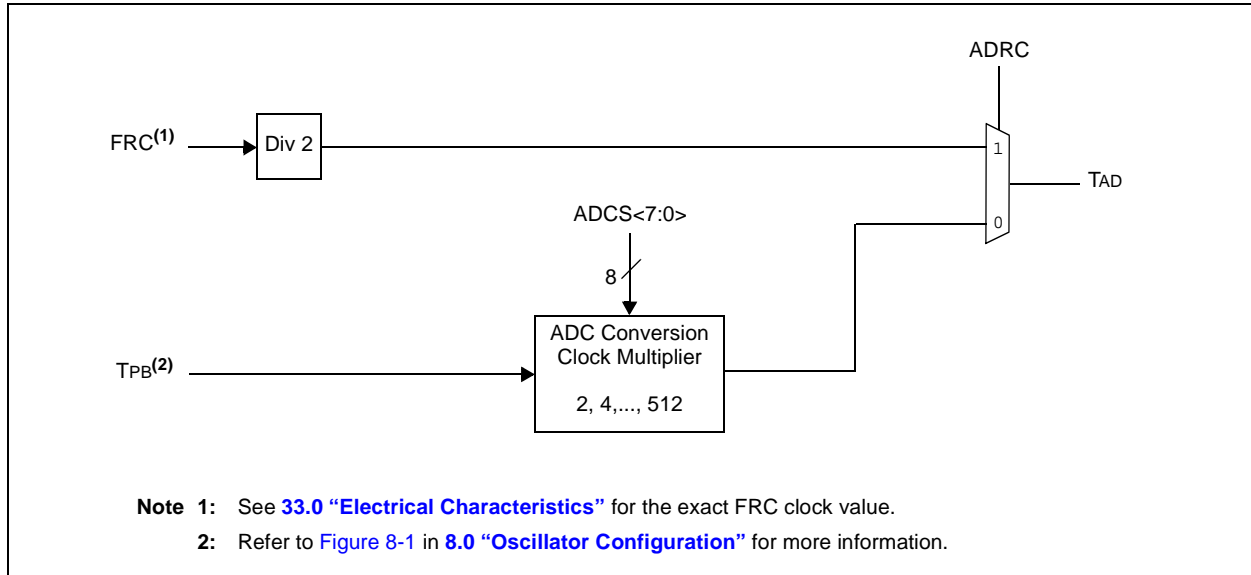 ADRC
FRC(1)
Div 2
1
TAD
ADCS<7:0>
0
8
ADC Conversion
Clock Multiplier
TPB(2)
2, 4,..., 512
Note 1: See 33.0 “Electrical Characteristics” for the exact FRC clock value.
2: Refer to Figure 8-1 in 8.0 “Oscillator Configuration” for more information.